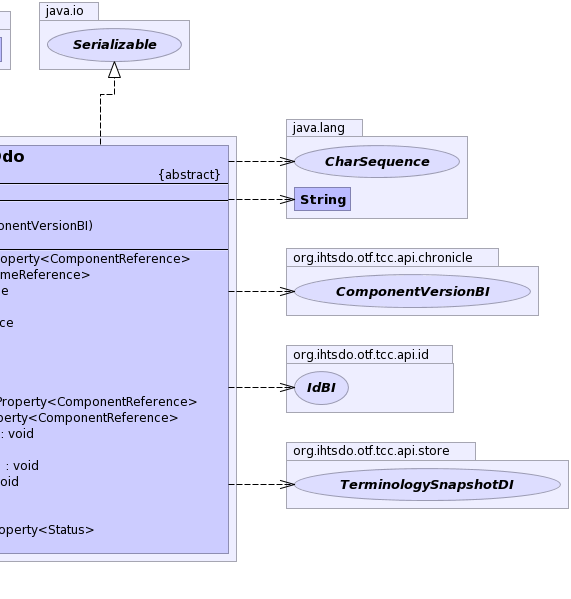 java.io
Serializable
do
{abstract}
java.lang
CharSequence
String
onentVersionBI)
operty<ComponentReference>
meReference>
e
ce
org.ihtsdo.otf.tcc.api.chronicle
ComponentVersionBI
org.ihtsdo.otf.tcc.api.id
IdBI
Property<ComponentReference>
perty<ComponentReference>
: void
: void
oid
operty<Status>
org.ihtsdo.otf.tcc.api.store
TerminologySnapshotDI